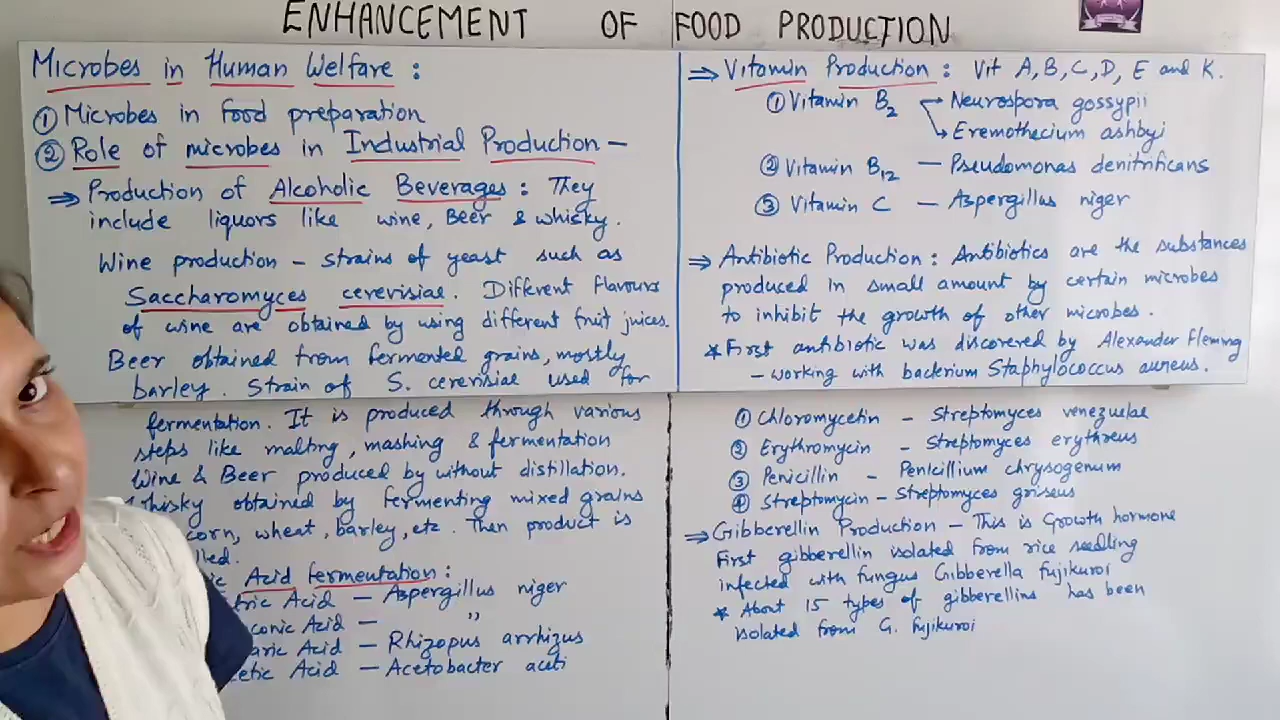 ENHANCEMENT OF FOOD PRODUCTION
Microbes in Human Welfare :
① Microbes in food preparation
② Role of microbes in Industrial Production –
⇒ Production of Alcoholic Beverages : They
include liquors like wine, Beer & whisky.
Wine production – strains of yeast such as
Saccharomyces cerevisiae. Different flavours
of wine are obtained by using different fruit juices.
Beer obtained from fermented grains, mostly
barley. Strain of S. cerevisiae used for
fermentation. It is produced through various
steps like malting, mashing & fermentation
Wine & Beer produced by without distillation.
obtained by fermenting mixed grains
corn, wheat, barley, etc. Then product is
Acid fermentation :
Acid – Aspergillus niger
Acid – ,,
Acid – Rhizopus arrhizus
Acid – Acetobacter aceti
⇒ Vitamin Production : Vit A, B, C, D, E and K.
① Vitamin B2 → Neurospora gossypii
→ Eremothecium ashbyi
② Vitamin B12 – Pseudomonas denitrificans
③ Vitamin C – Aspergillus niger
⇒ Antibiotic Production : Antibiotics are the substances
produced in small amount by certain microbes
to inhibit the growth of other microbes.
* First antibiotic was discovered by Alexander Fleming
– working with backerium Staphylococcus aureus.
① Chloromycetin – Streptomyces venezuelae
② Erythromycin – Streptomyces erythreus
③ Penicillin – Penicillium chrysogenum
④ Streptomycin – Streptomyces griseus
⇒ Gibberellin Production – This is Growth hormone
First gibberellin isolated from rice seedling
infected with fungus Gibberella fujikuroi
* About 15 types of gibberellins has been
isolated from G. fujikuroi